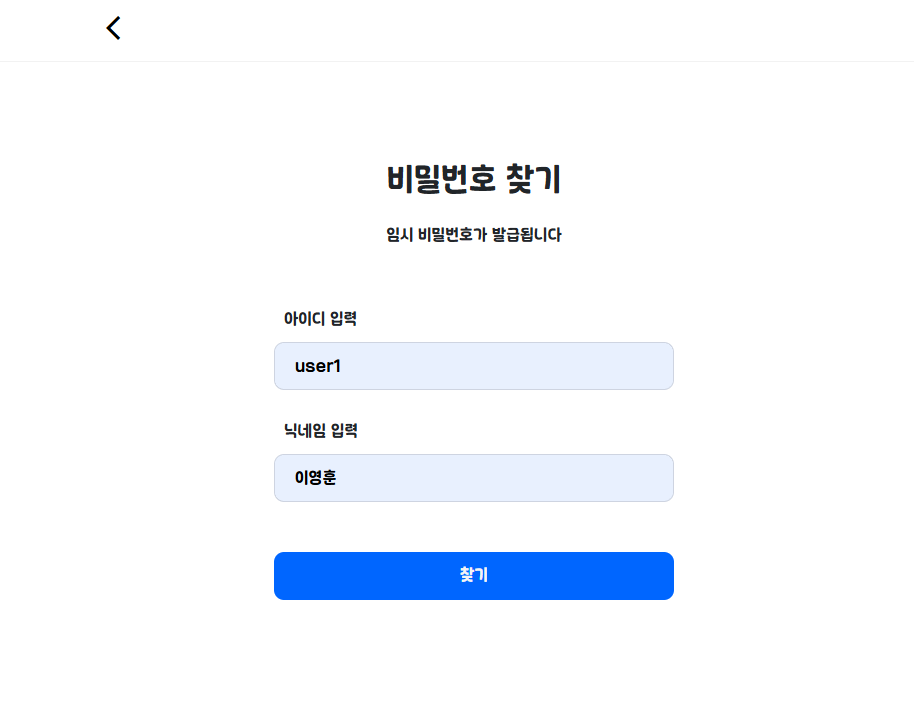 비밀번호 찾기
임시 비밀번호가 발급됩니다
아이디 입력
user1
닉네임 입력
이영훈
찾기